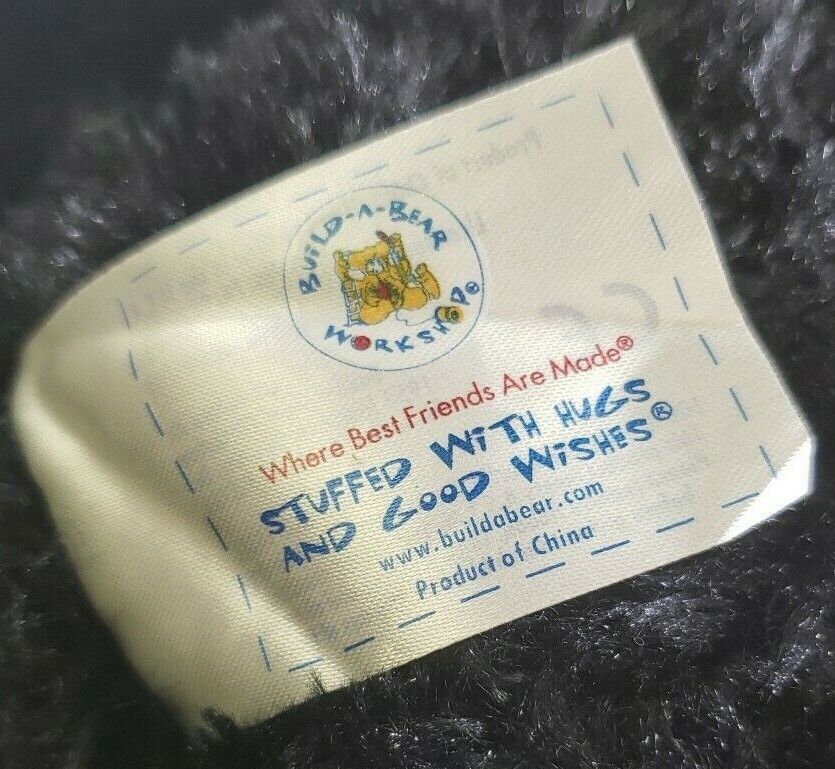 BUILD-A-BEAR
WORKSHOP®
Where Best Friends Are Made®
STUFFED WITH HUGS
AND GOOD WISHES®
www.buildabear.com
Product of China